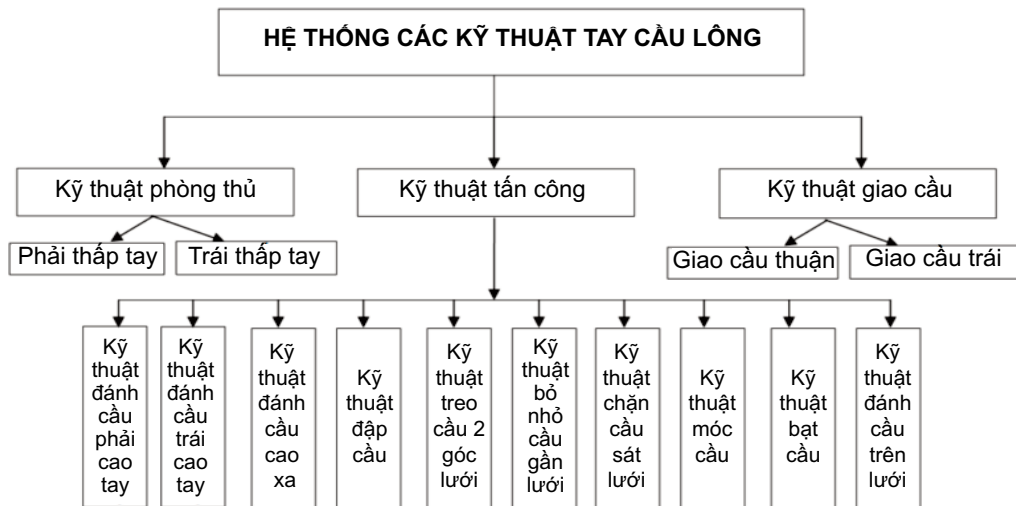 HỆ THỐNG CÁC KỸ THUẬT TAY CẦU LÔNG
Kỹ thuật phòng thủ
Kỹ thuật tấn công
Kỹ thuật giao cầu
Phải thấp tay
Trái thấp tay
Giao cầu thuận
Giao cầu trái
Kỹ
thuật
đánh
cầu
phải
cao
tay
Kỹ
thuật
đánh
cầu
trái
cao
tay
Kỹ
thuật
đánh
cầu
cao
xa
Kỹ
thuật
đập
cầu
Kỹ
thuật
treo
cầu 2
góc
lưới
Kỹ
thuật
bỏ
nhỏ
cầu
gần
lưới
Kỹ
thuật
chặn
cầu
sát
lưới
Kỹ
thuật
móc
cầu
Kỹ
thuật
bạt
cầu
Kỹ
thuật
đánh
cầu
trên
lưới